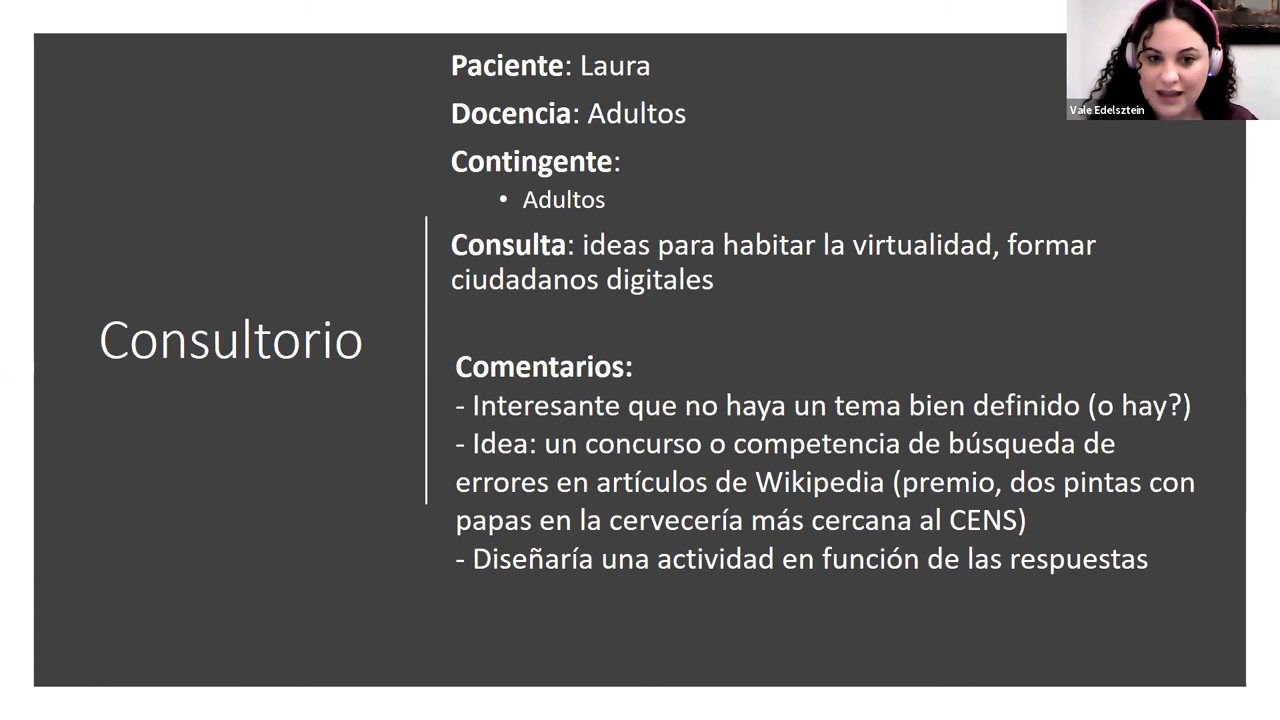 Paciente: Laura
Docencia: Adultos
Contingente:
• Adultos
Consulta: ideas para habitar la virtualidad, formar
ciudadanos digitales
Consultorio
Comentarios:
- Interesante que no haya un tema bien definido (o hay?)
- Idea: un concurso o competencia de búsqueda de
errores en artículos de Wikipedia (premio, dos pintas con
papas en la cervecería más cercana al CENS)
- Diseñaría una actividad en función de las respuestas
Vale Edelsztein